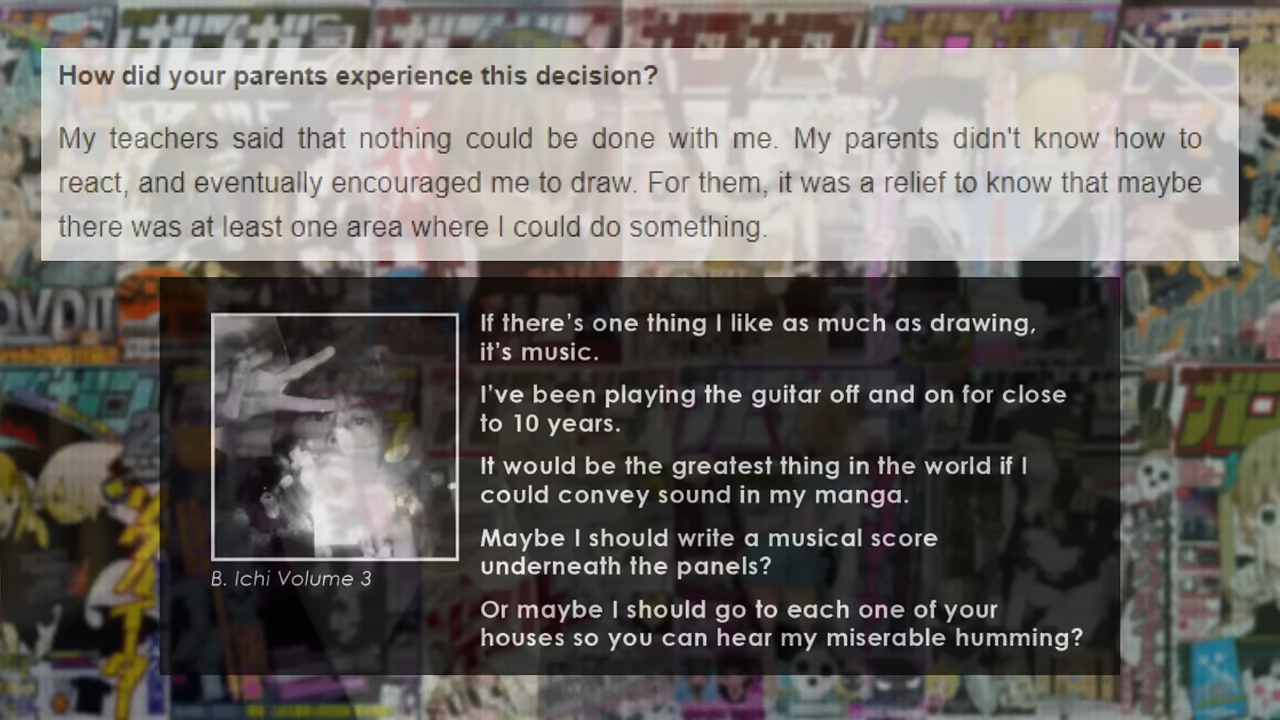 How did your parents experience this decision?
My teachers said that nothing could be done with me. My parents didn't know how to
react, and eventually encouraged me to draw. For them, it was a relief to know that maybe
there was at least one area where I could do something.
If there’s one thing I like as much as drawing,
it’s music.
I’ve been playing the guitar off and on for close
to 10 years.
It would be the greatest thing in the world if I
could convey sound in my manga.
Maybe I should write a musical score
underneath the panels?
Or maybe I should go to each one of your
houses so you can hear my miserable humming?
B. Ichi Volume 3